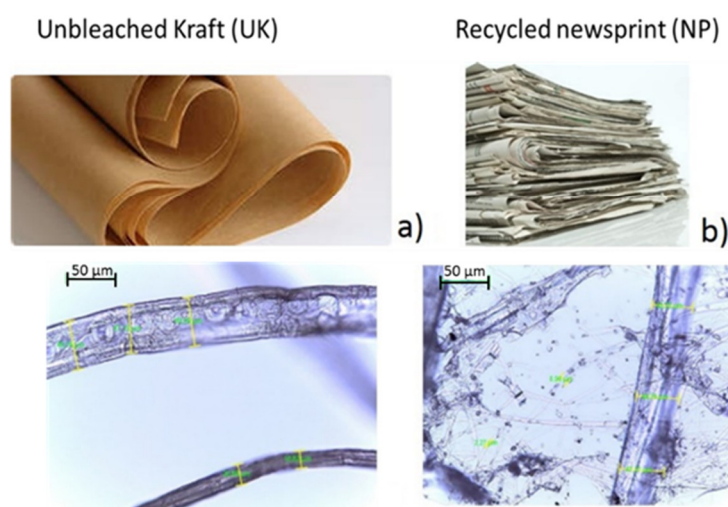 Unbleached Kraft (UK)
Recycled newsprint (NP)
a)
b)
50 µm
50 µm